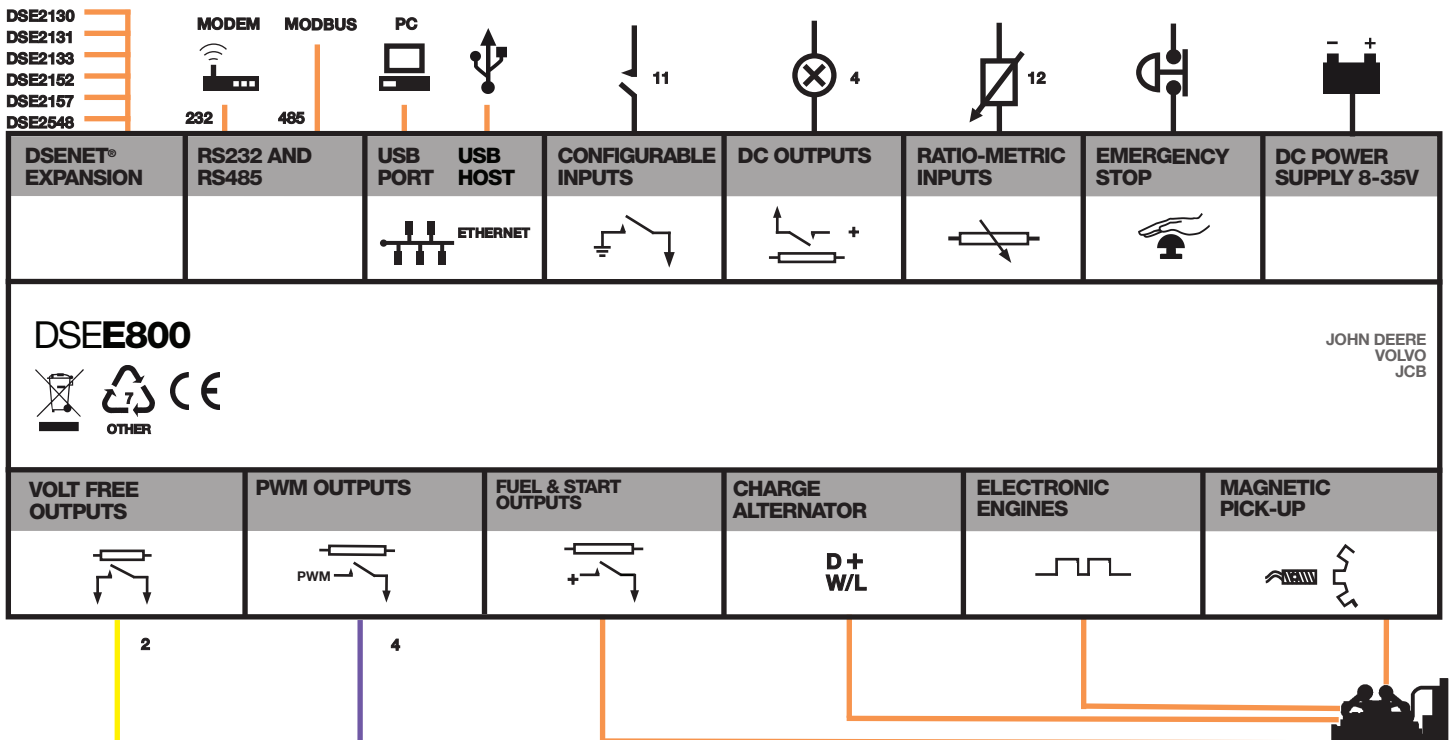 DSE2130
DSE2131
DSE2133
DSE2152
DSE2157
DSE2548
MODEM
MODBUS
PC
232
485
11
4
12
- +
DSENET®
EXPANSION
RS232 AND
RS485
USB
PORT
USB
HOST
CONFIGURABLE
INPUTS
DC OUTPUTS
RATIO-METRIC
INPUTS
EMERGENCY
STOP
DC POWER
SUPPLY 8-35V
ETHERNET
+
DSEE800
JOHN DEERE
VOLVO
JCB
7
OTHER
CE
VOLT FREE
OUTPUTS
PWM OUTPUTS
FUEL & START
OUTPUTS
CHARGE
ALTERNATOR
ELECTRONIC
ENGINES
MAGNETIC
PICK-UP
PWM
+
D+
W/L
2
4